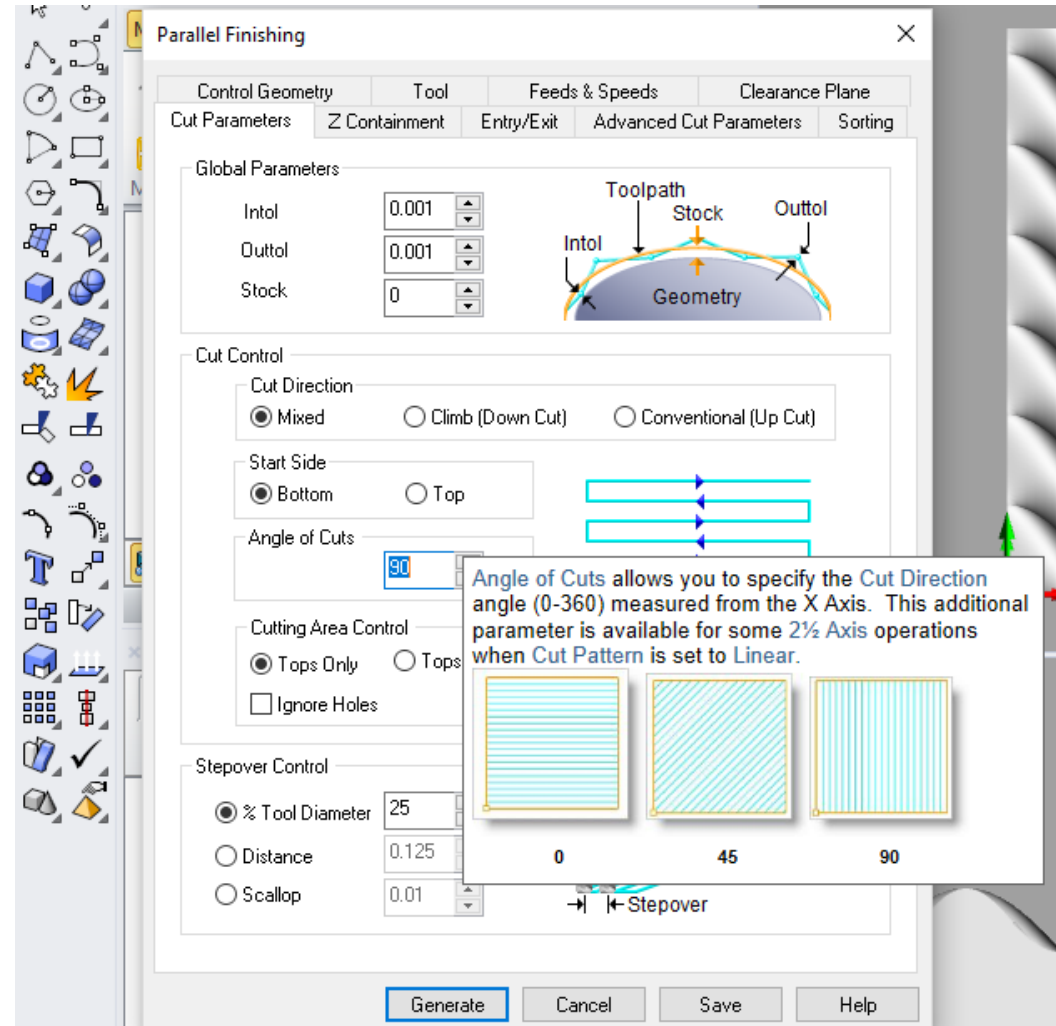 Parallel Finishing
Control Geometry
Tool
Feeds & Speeds
Clearance Plane
Cut Parameters
Z Containment
Entry/Exit
Advanced Cut Parameters
Sorting
Global Parameters
Intol
0.001
Outtol
0.001
Stock
0
Toolpath
Stock
Outtol
Intol
Geometry
Cut Control
Cut Direction
Mixed
Climb (Down Cut)
Conventional (Up Cut)
Start Side
Bottom
Top
Angle of Cuts
90
Angle of Cuts allows you to specify the Cut Direction
angle (0-360) measured from the X Axis. This additional
parameter is available for some 2½ Axis operations
when Cut Pattern is set to Linear.
0
45
90
Cutting Area Control
Tops Only
Tops
Ignore Holes
Stepover Control
% Tool Diameter
25
Distance
0.125
Scallop
0.01
Stepover
Generate
Cancel
Save
Help